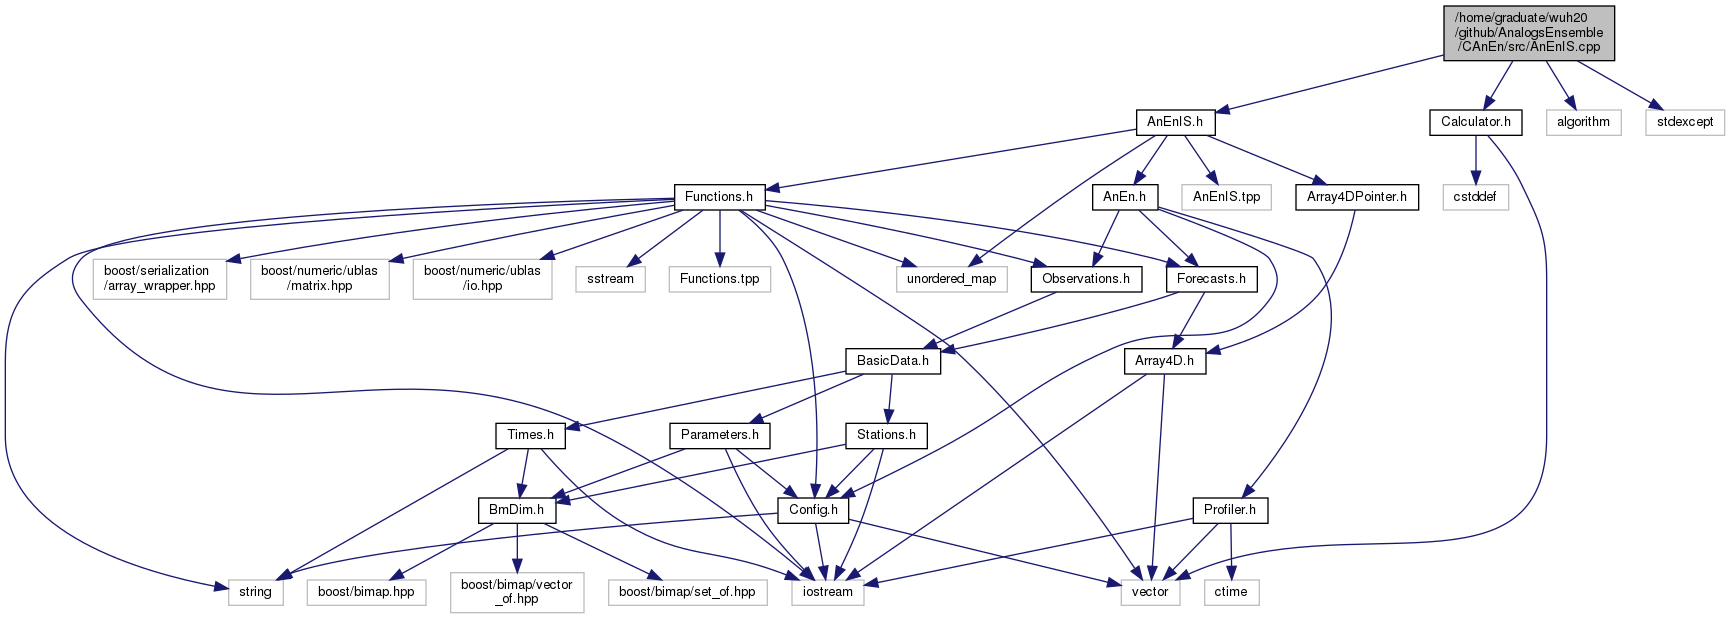 /home/graduate/wuh20
/github/AnalogsEnsemble
/CAnEn/src/AnEnIS.cpp
AnEnIS.h
Calculator.h
algorithm
stdexcept
Functions.h
AnEn.h
AnEnIS.tpp
Array4DPointer.h
cstddef
boost/serialization
/array_wrapper.hpp
boost/numeric/ublas
/matrix.hpp
boost/numeric/ublas
/io.hpp
sstream
Functions.tpp
unordered_map
Observations.h
Forecasts.h
BasicData.h
Array4D.h
Times.h
Parameters.h
Stations.h
BmDim.h
Config.h
Profiler.h
string
boost/bimap.hpp
boost/bimap/vector
_of.hpp
boost/bimap/set_of.hpp
iostream
vector
ctime